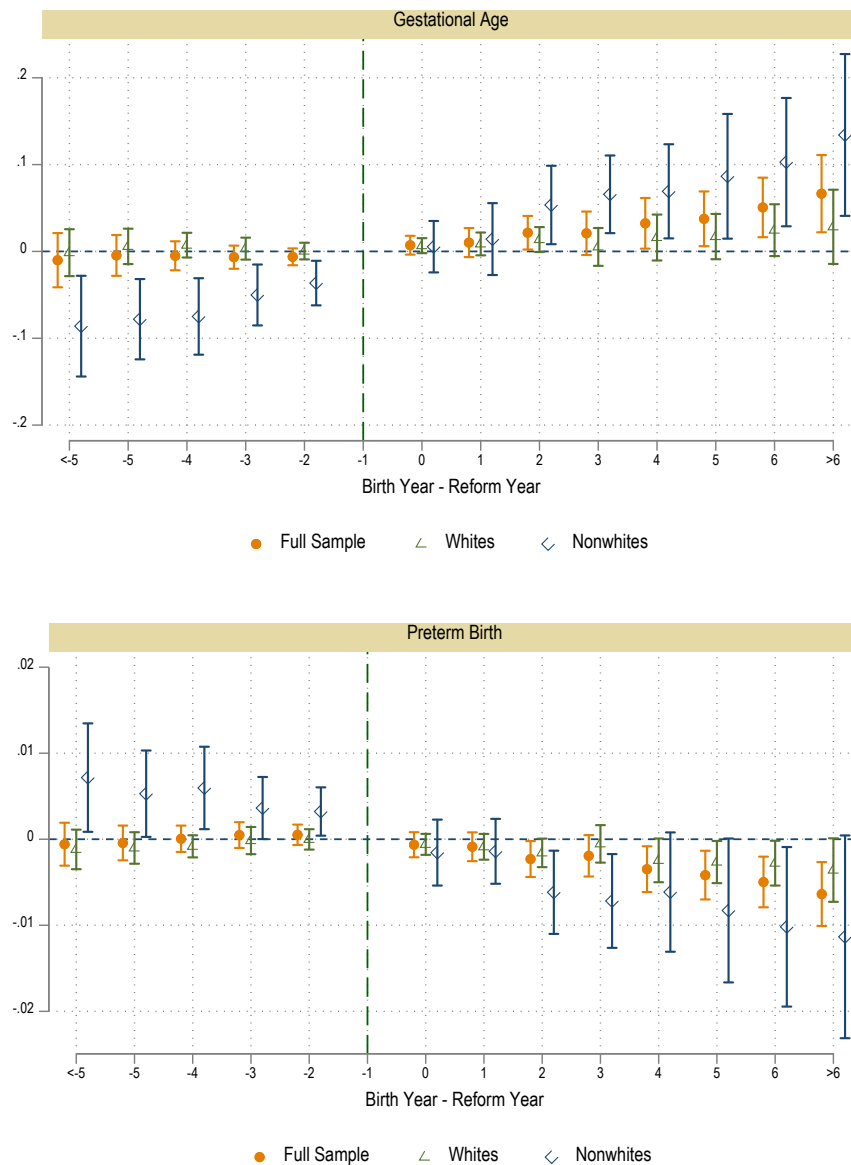 Gestational Age
.2
.1
0
-.1
-.2
<-5 -5 -4 -3 -2 -1 0 1 2 3 4 5 6 >6
Birth Year - Reform Year
Full Sample Whites Nonwhites
Preterm Birth
.02
.01
0
-.01
-.02
<-5 -5 -4 -3 -2 -1 0 1 2 3 4 5 6 >6
Birth Year - Reform Year
Full Sample Whites Nonwhites